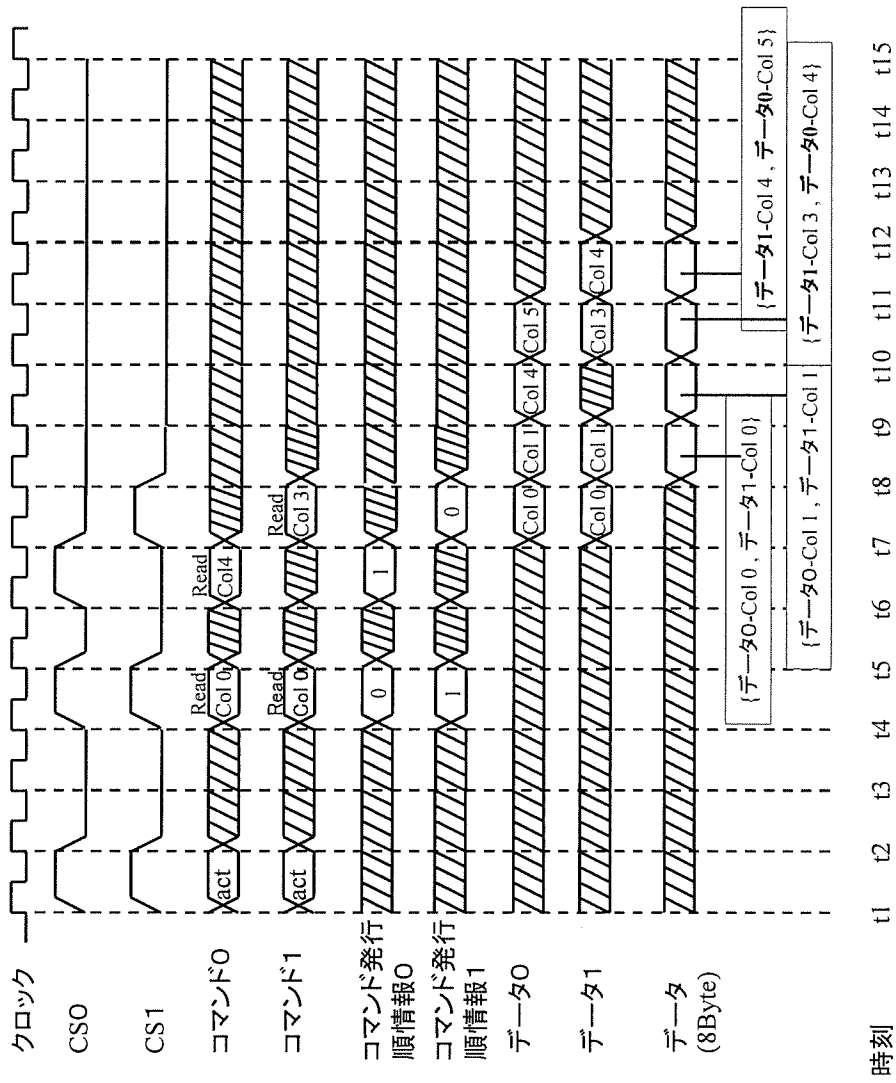 クロック
CS0
CS1
コマンド0 act Read Col 0 Read Col4
コマンド1 act Read Col 0 Read Col 3
コマンド発行
順情報0 0 1
コマンド発行
順情報1 1 0
データ0 Col 0 Col 1 Col 4 Col 5
データ1 Col 0 Col 1 Col 3 Col 4
データ
(8Byte)
{データ0-Col 0 , データ1-Col 0}
{データ0-Col 1 , データ1-Col 1
{データ1-Col 4 , データ0-Col 5}
{データ1-Col 3 , データ0-Col 4}
時刻 t1 t2 t3 t4 t5 t6 t7 t8 t9 t10 t11 t12 t13 t14 t15